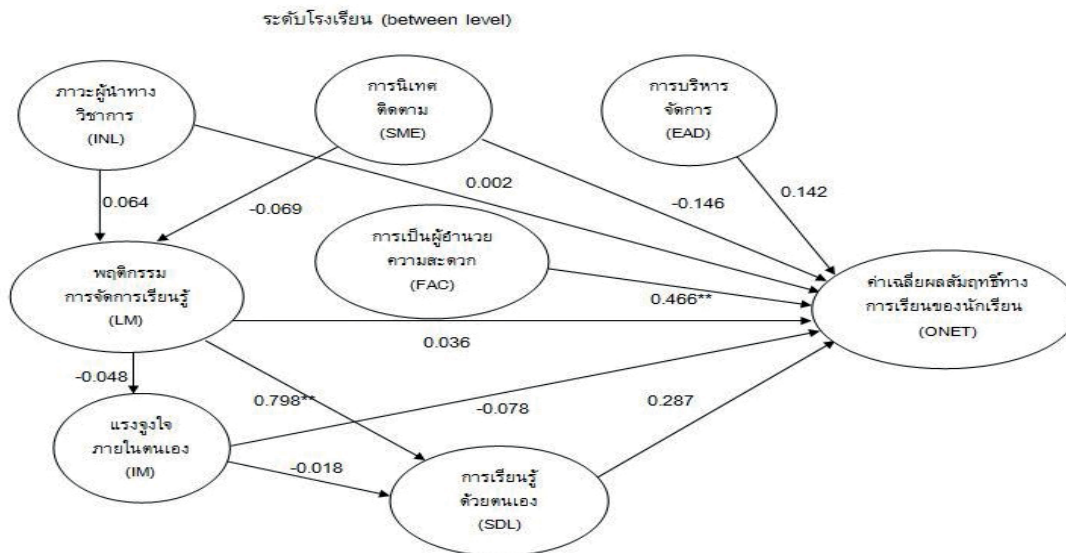 ระดับโรงเรียน (between level)
ภาวะผู้นำทาง
วิชาการ
(INL)
การนิเทศ
ติดตาม
(SME)
การบริหาร
จัดการ
(EAD)
0.064
-0.069
0.002
-0.146
0.142
การเป็นผู้อำนวย
ความสะดวก
(FAC)
พฤติกรรม
การจัดการเรียนรู้
(LM)
0.466**
ค่าเฉลี่ยผลสัมฤทธิ์ทาง
การเรียนของนักเรียน
(ONET)
0.036
-0.048
0.798**
-0.078
0.287
แรงจูงใจ
ภายในตนเอง
(IM)
-0.018
การเรียนรู้
ด้วยตนเอง
(SDL)